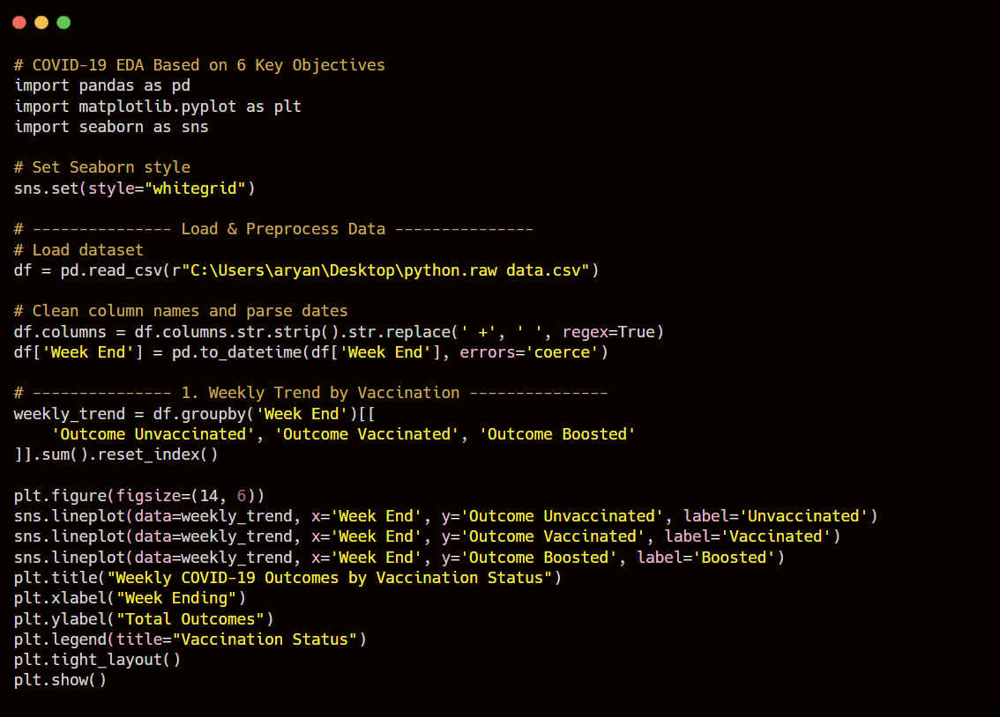 # COVID-19 EDA Based on 6 Key Objectives
import pandas as pd
import matplotlib.pyplot as plt
import seaborn as sns
# Set Seaborn style
sns.set(style="whitegrid")
# --------------- Load & Preprocess Data ---------------
# Load dataset
df = pd.read_csv(r"C:\Users\aryan\Desktop\python.raw data.csv")
# Clean column names and parse dates
df.columns = df.columns.str.strip().str.replace(' +', ' ', regex=True)
df['Week End'] = pd.to_datetime(df['Week End'], errors='coerce')
# --------------- 1. Weekly Trend by Vaccination ---------------
weekly_trend = df.groupby('Week End')[[
    'Outcome Unvaccinated', 'Outcome Vaccinated', 'Outcome Boosted'
]].sum().reset_index()
plt.figure(figsize=(14, 6))
sns.lineplot(data=weekly_trend, x='Week End', y='Outcome Unvaccinated', label='Unvaccinated')
sns.lineplot(data=weekly_trend, x='Week End', y='Outcome Vaccinated', label='Vaccinated')
sns.lineplot(data=weekly_trend, x='Week End', y='Outcome Boosted', label='Boosted')
plt.title("Weekly COVID-19 Outcomes by Vaccination Status")
plt.xlabel("Week Ending")
plt.ylabel("Total Outcomes")
plt.legend(title="Vaccination Status")
plt.tight_layout()
plt.show()